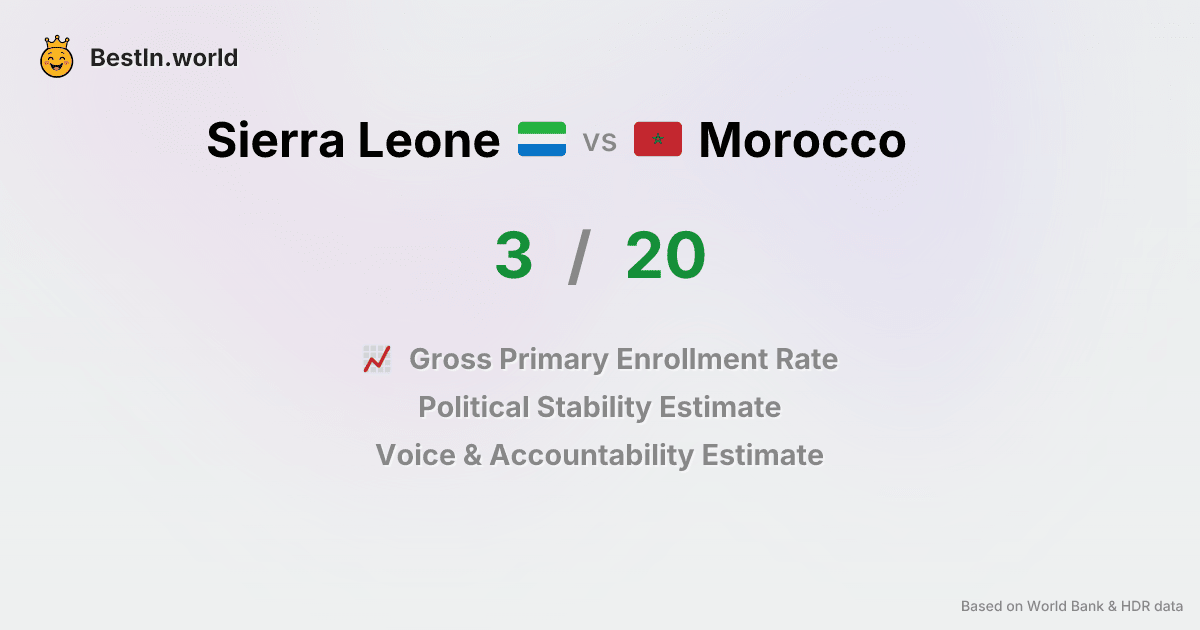 BestIn.world
Sierra Leone vs Morocco
3 / 20
Gross Primary Enrollment Rate
Political Stability Estimate
Voice & Accountability Estimate
Based on World Bank & HDR data